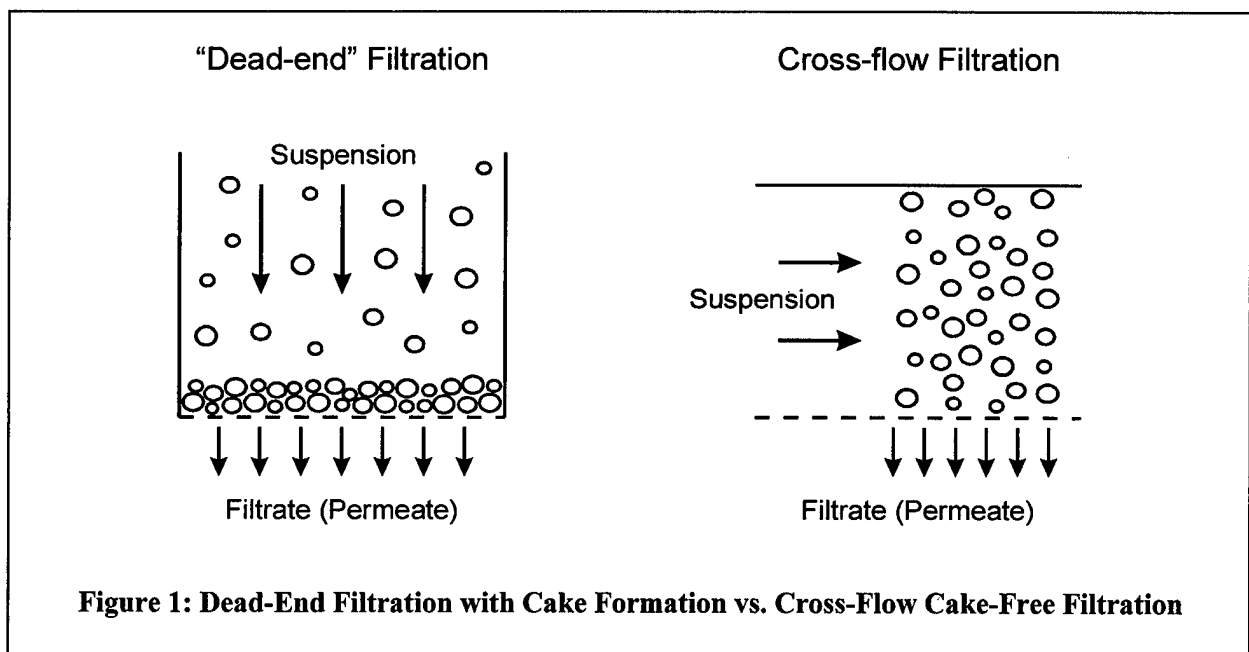 “Dead-end” Filtration
Suspension
Filtrate (Permeate)
Cross-flow Filtration
Suspension
Filtrate (Permeate)
Figure 1: Dead-End Filtration with Cake Formation vs. Cross-Flow Cake-Free Filtration